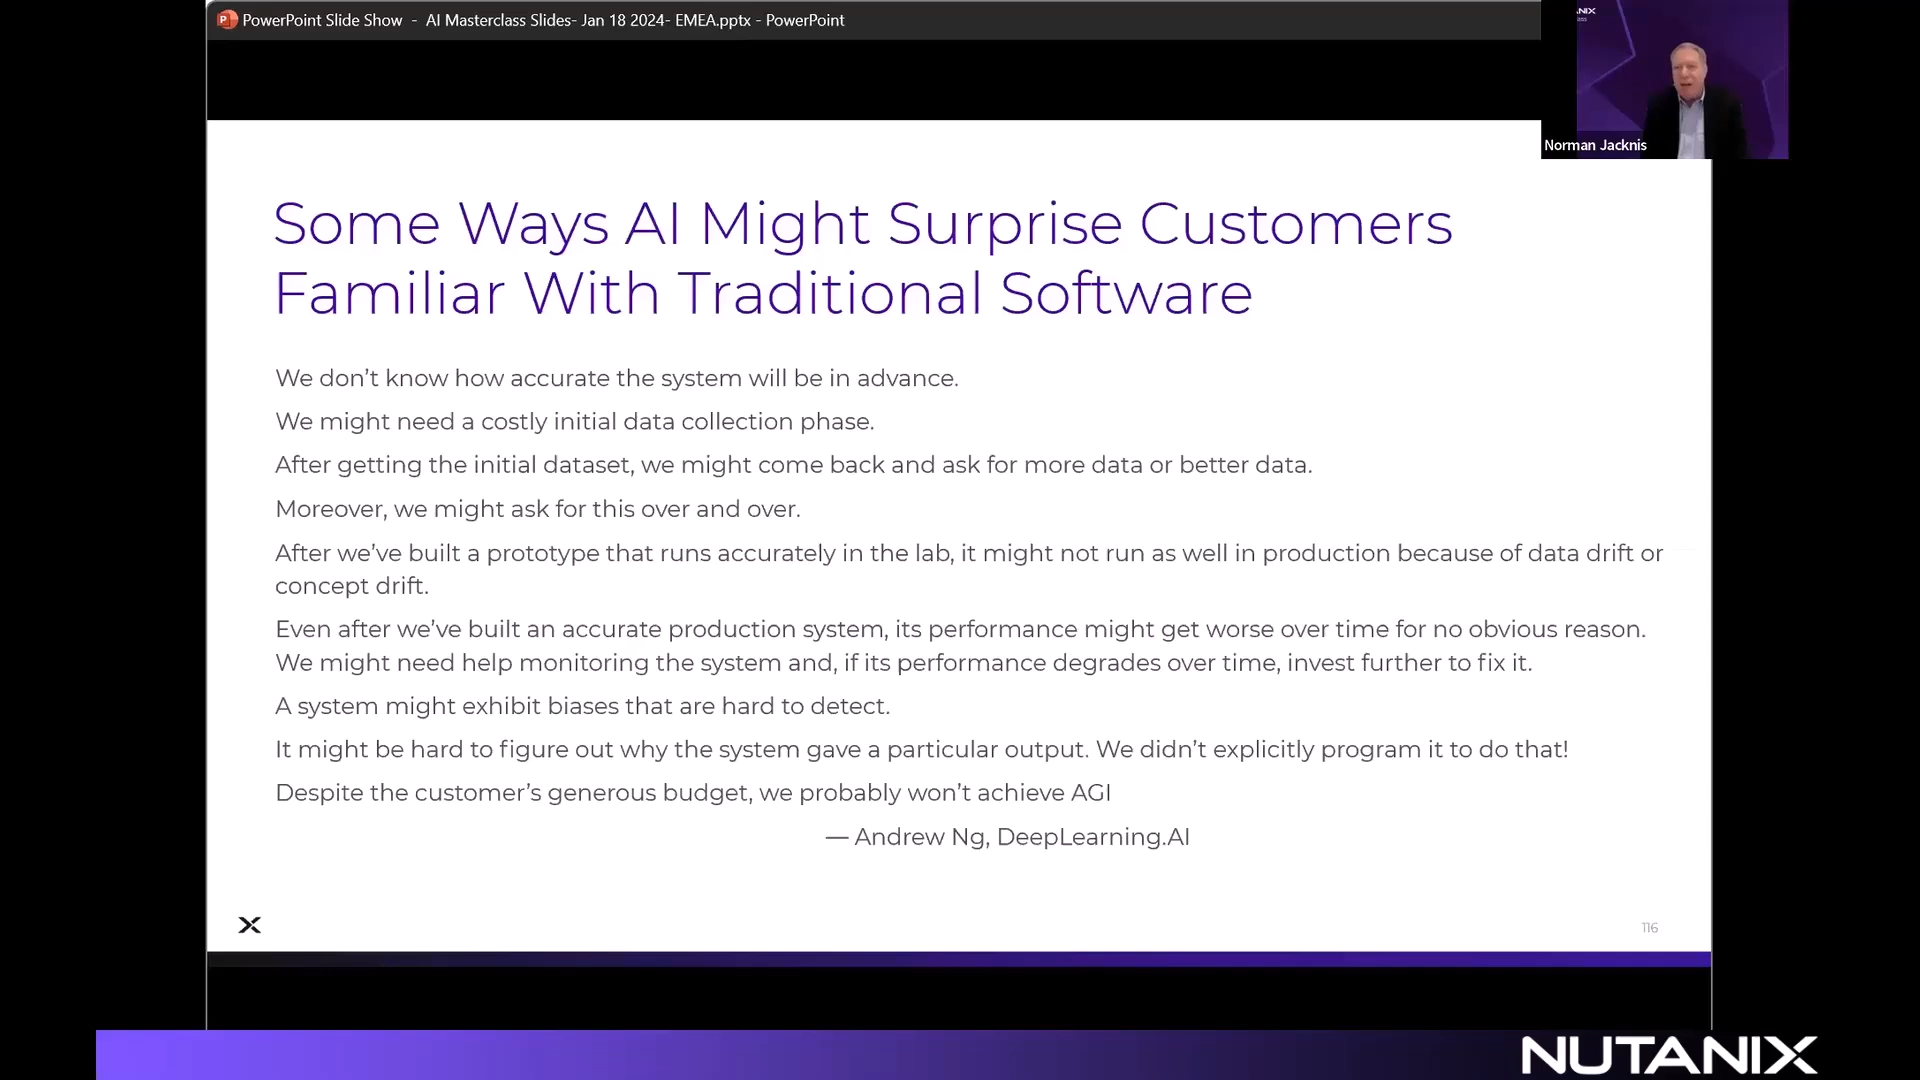 PowerPoint Slide Show - AI Masterclass Slides- Jan 18 2024- EMEA.pptx - PowerPoint
Norman Jacknis
Some Ways AI Might Surprise Customers
Familiar With Traditional Software
We don’t know how accurate the system will be in advance.
We might need a costly initial data collection phase.
After getting the initial dataset, we might come back and ask for more data or better data.
Moreover, we might ask for this over and over.
After we’ve built a prototype that runs accurately in the lab, it might not run as well in production because of data drift or
concept drift.
Even after we’ve built an accurate production system, its performance might get worse over time for no obvious reason.
We might need help monitoring the system and, if its performance degrades over time, invest further to fix it.
A system might exhibit biases that are hard to detect.
It might be hard to figure out why the system gave a particular output. We didn’t explicitly program it to do that!
Despite the customer’s generous budget, we probably won’t achieve AGI
— Andrew Ng, DeepLearning.AI
116
NUTANIX